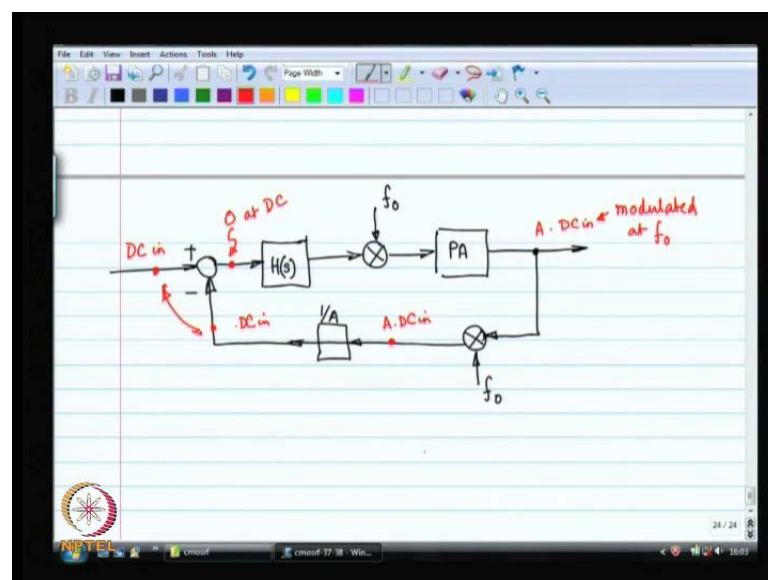 File Edit View Insert Actions Tools Help
Page Width
B I
f₀
0 at DC
DC in
+
H(s)
PA
A. DC in
modulated at f₀
−
.DC in
1/A
A. DC in
f₀
24 / 24
NPTEL
cmosrf
cmosrf-37-38 - Win...
16:03